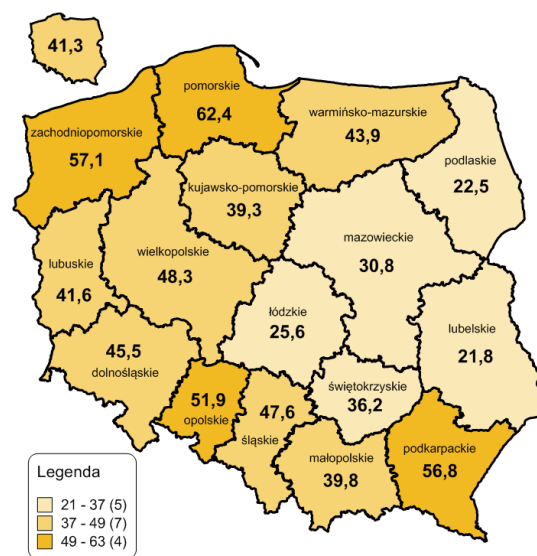 41,3
pomorskie
62,4
zachodniopomorskie
57,1
warmińsko-mazurskie
43,9
podlaskie
22,5
kujawsko-pomorskie
39,3
mazowieckie
30,8
lubuskie
41,6
wielkopolskie
48,3
łódzkie
25,6
lubelskie
21,8
45,5
dolnośląskie
51,9
opolskie
47,6
śląskie
świętokrzyskie
36,2
małopolskie
39,8
podkarpackie
56,8
Legenda
21 - 37 (5)
37 - 49 (7)
49 - 63 (4)